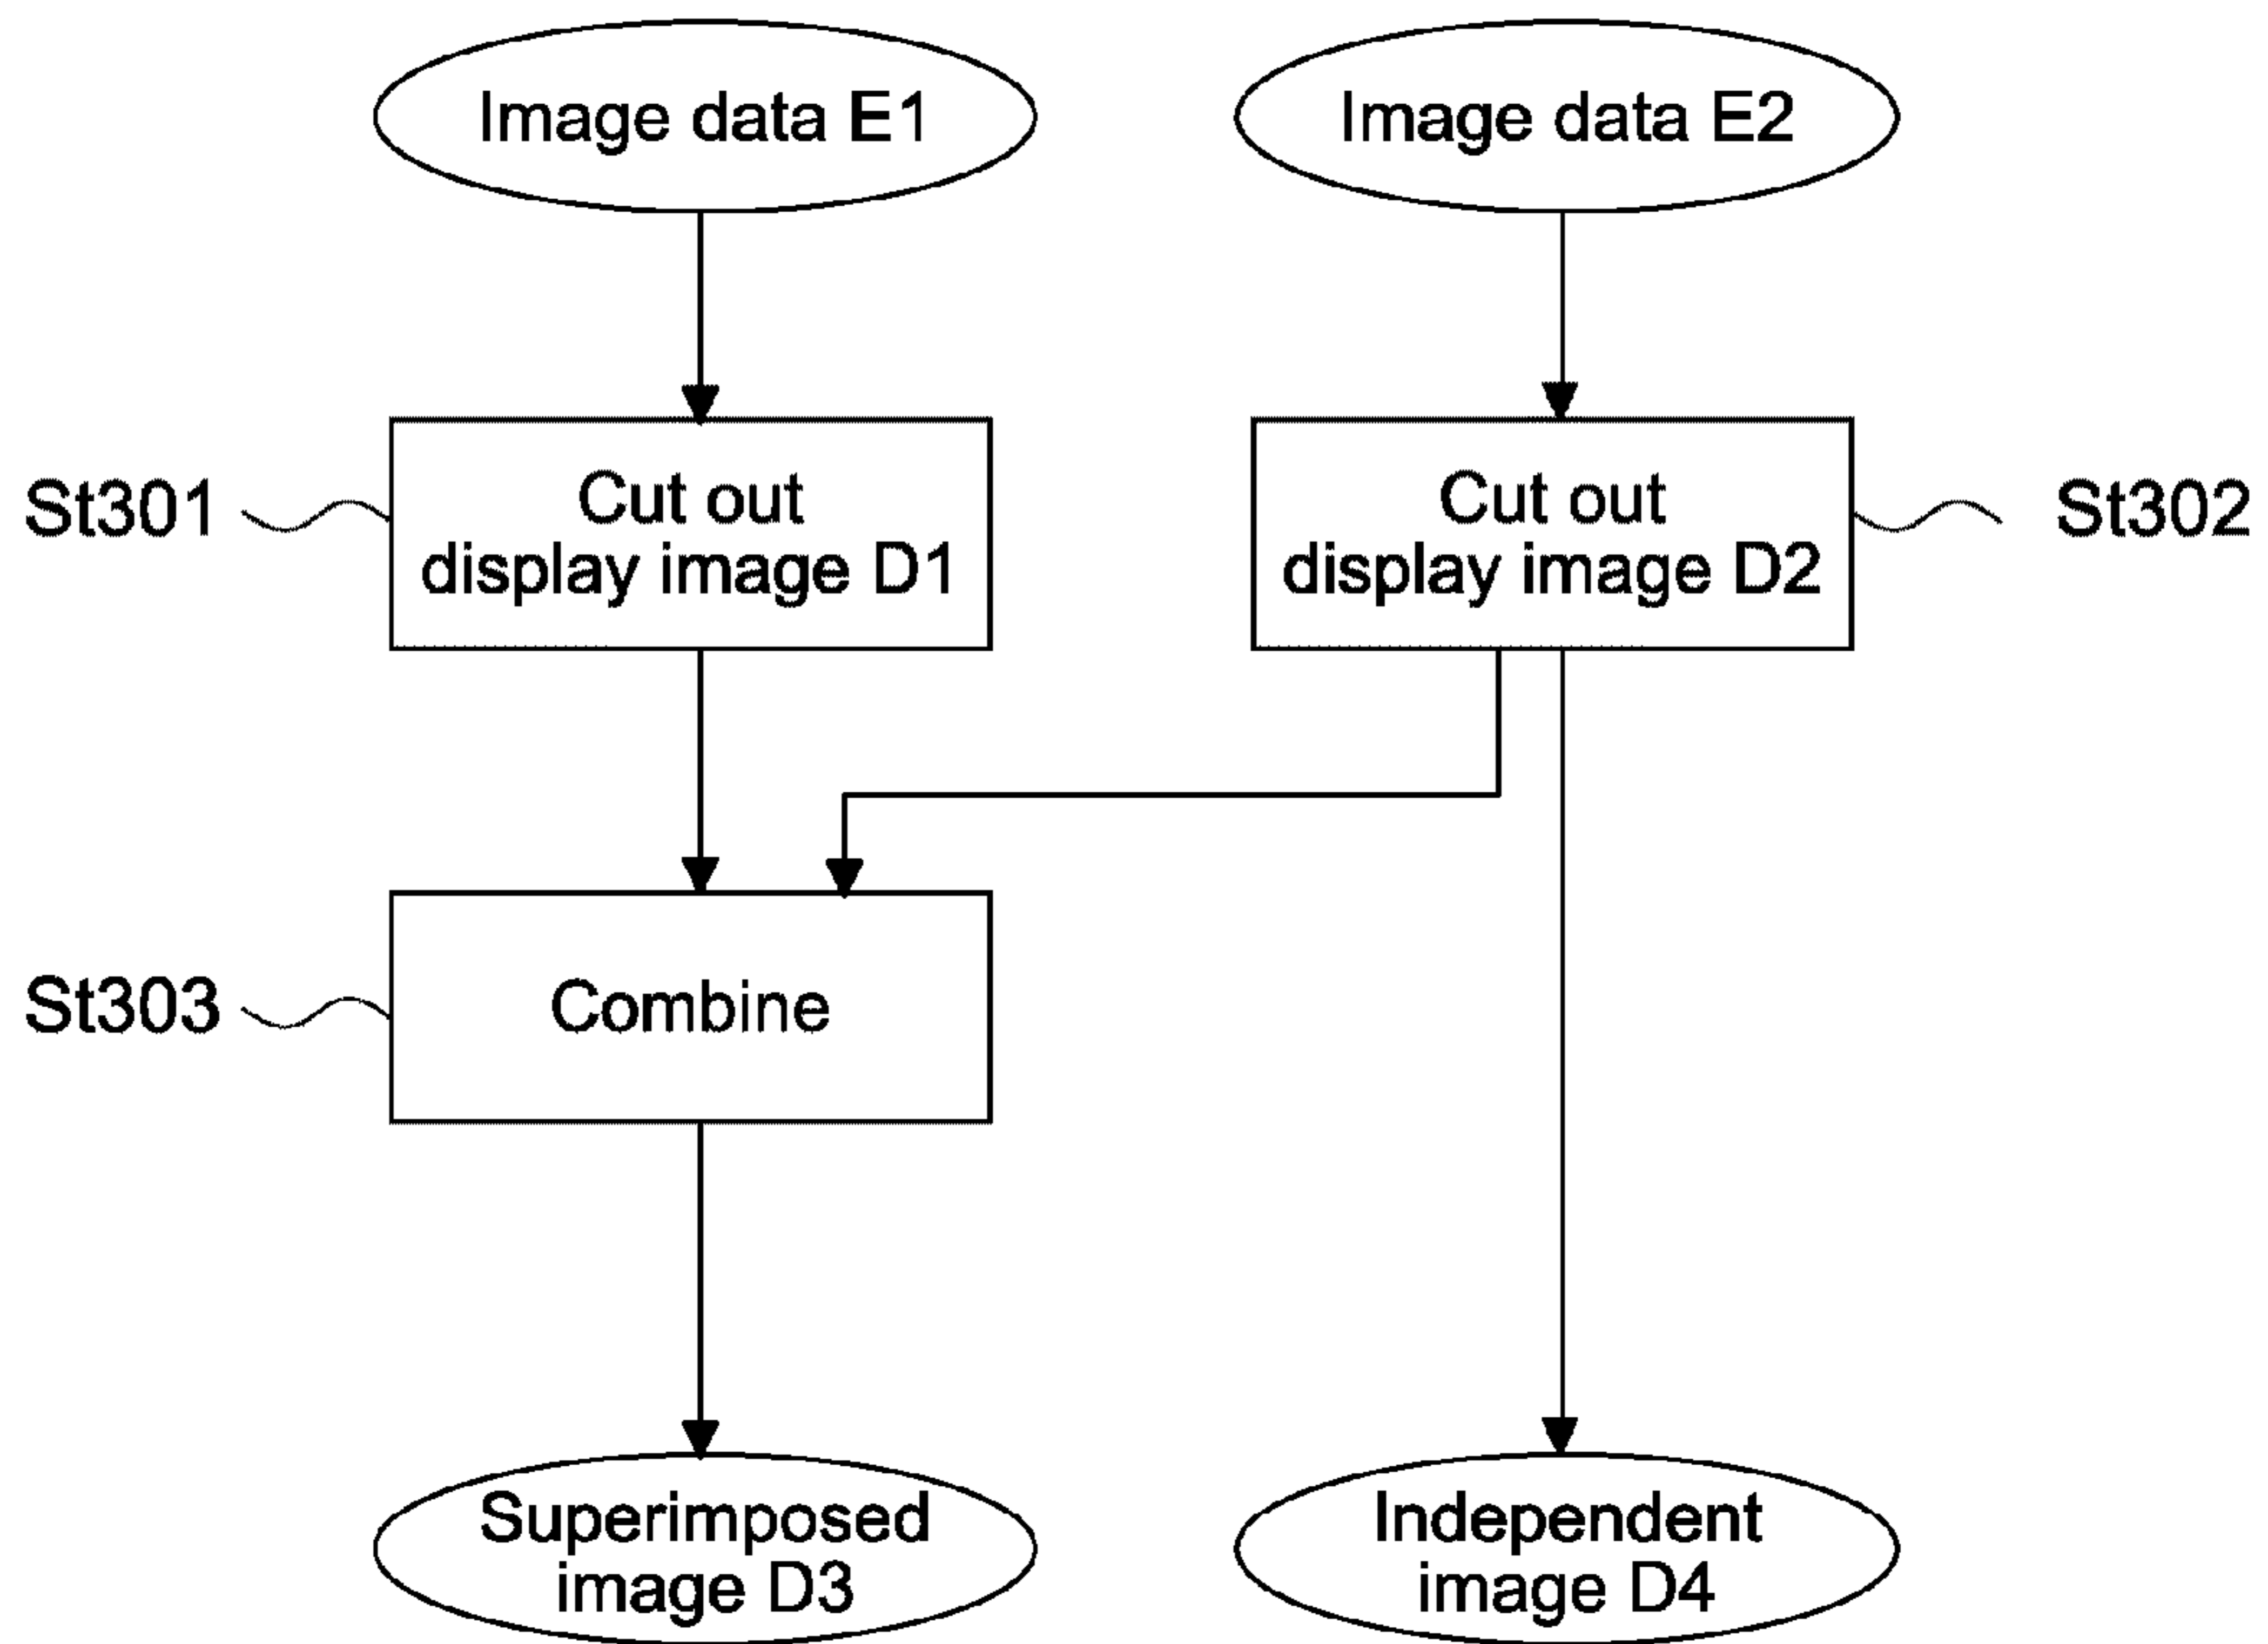 Image data E1
Image data E2
St301
Cut out
display image D1
Cut out
display image D2
St302
St303
Combine
Superimposed
image D3
Independent
image D4